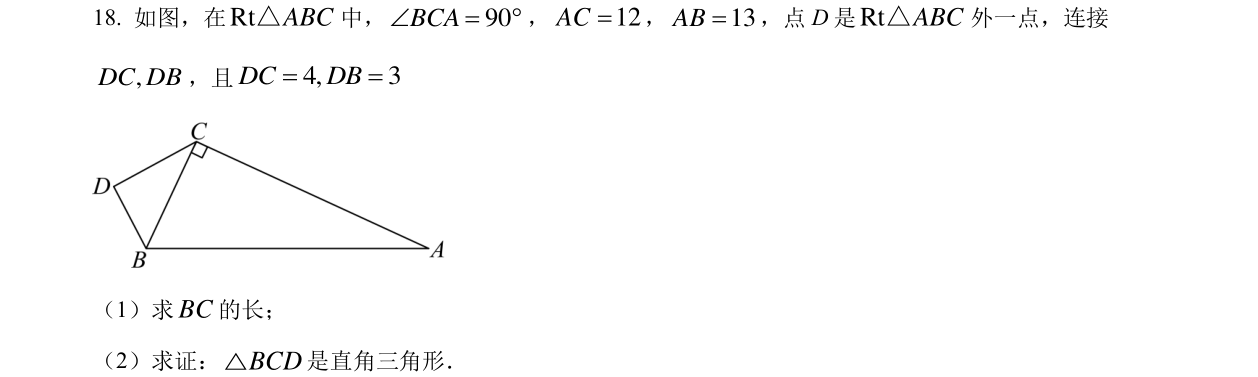 18. 如图，在Rt△ABC中，∠BCA=90°，AC=12，AB=13，点D是Rt△ABC外一点，连接
DC,DB，且DC=4,DB=3
C
D
B
A
（1）求BC的长；
（2）求证：△BCD是直角三角形．